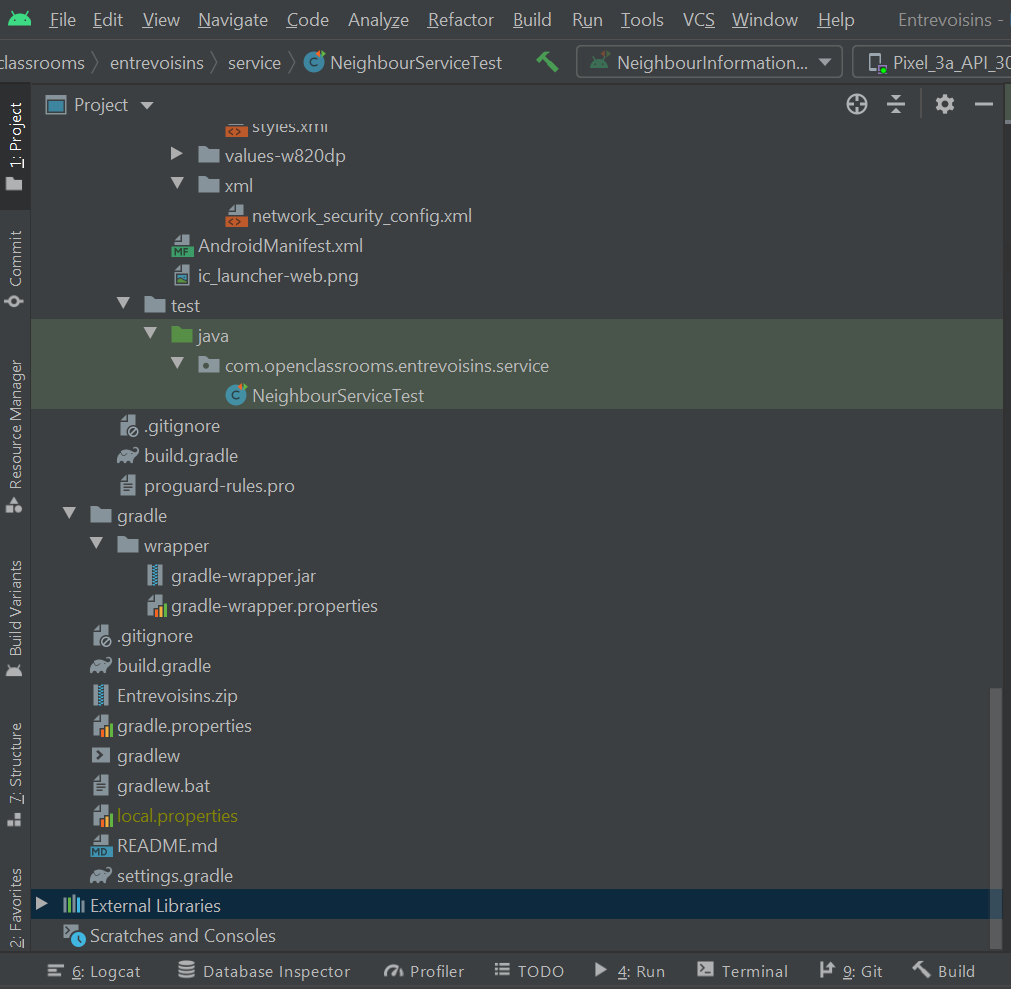 File Edit View Navigate Code Analyze Refactor Build Run Tools VCS Window Help Entrevoisins -
classrooms entrevoisins service NeighbourServiceTest NeighbourInformation... Pixel_3a_API_30
Project
styles.xml
values-w820dp
xml
network_security_config.xml
AndroidManifest.xml
ic_launcher-web.png
test
java
com.openclassrooms.entrevoisins.service
NeighbourServiceTest
.gitignore
build.gradle
proguard-rules.pro
gradle
wrapper
gradle-wrapper.jar
gradle-wrapper.properties
.gitignore
build.gradle
Entrevoisins.zip
gradle.properties
gradlew
gradlew.bat
local.properties
README.md
settings.gradle
External Libraries
Scratches and Consoles
1: Project
Commit
Resource Manager
Build Variants
7: Structure
2: Favorites
6: Logcat Database Inspector Profiler TODO 4: Run Terminal 9: Git Build